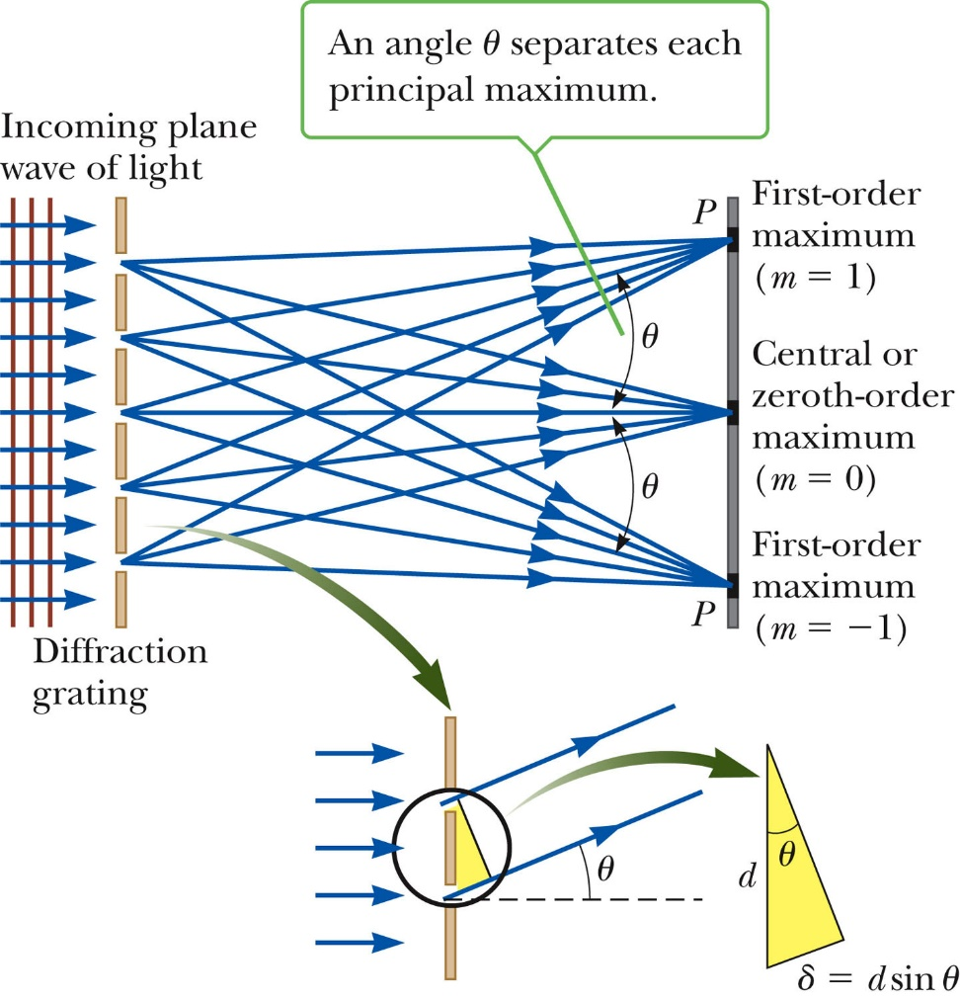 An angle θ separates each
principal maximum.
Incoming plane
wave of light
P
First-order
maximum
(m = 1)
θ
Central or
zeroth-order
maximum
(m = 0)
θ
First-order
maximum
(m = −1)
P
Diffraction
grating
θ
d
θ
δ = d sin θ